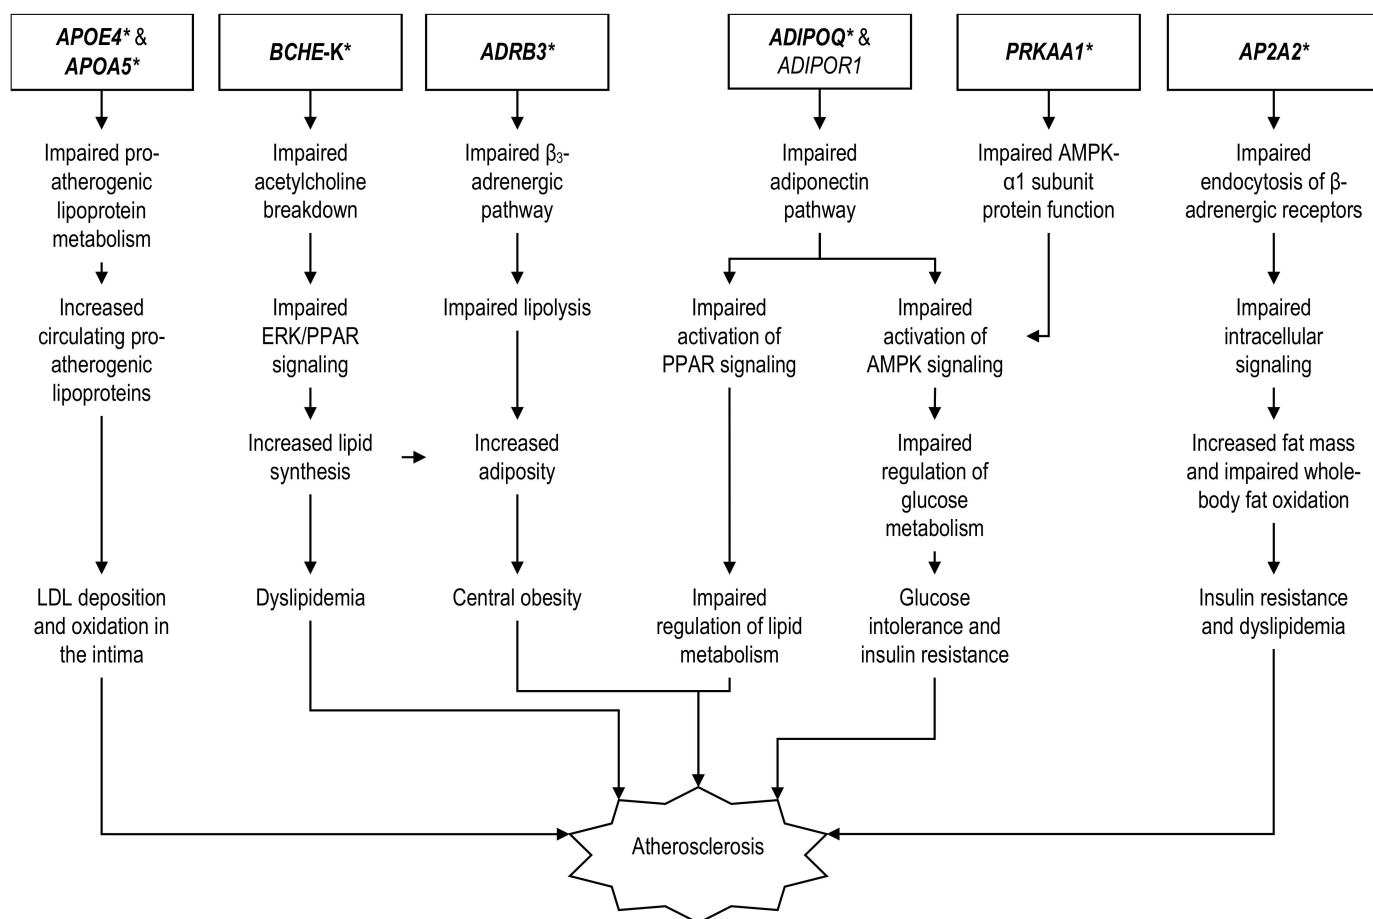 APOE4* &
APOA5*
BCHE-K*
ADRB3*
ADIPOQ* &
ADIPOR1
PRKAA1*
AP2A2*
Impaired pro-
atherogenic
lipoprotein
metabolism
Impaired
acetylcholine
breakdown
Impaired β₃-
adrenergic
pathway
Impaired
adiponectin
pathway
Impaired AMPK-
α1 subunit
protein function
Impaired
endocytosis of β-
adrenergic receptors
Increased
circulating pro-
atherogenic
lipoproteins
Impaired
ERK/PPAR
signaling
Impaired lipolysis
Impaired
activation of
PPAR signaling
Impaired
activation of
AMPK signaling
Impaired
intracellular
signaling
Increased lipid
synthesis
Increased
adiposity
Impaired
regulation of
glucose
metabolism
Increased fat mass
and impaired whole-
body fat oxidation
LDL deposition
and oxidation in
the intima
Dyslipidemia
Central obesity
Impaired
regulation of lipid
metabolism
Glucose
intolerance and
insulin resistance
Insulin resistance
and dyslipidemia
Atherosclerosis